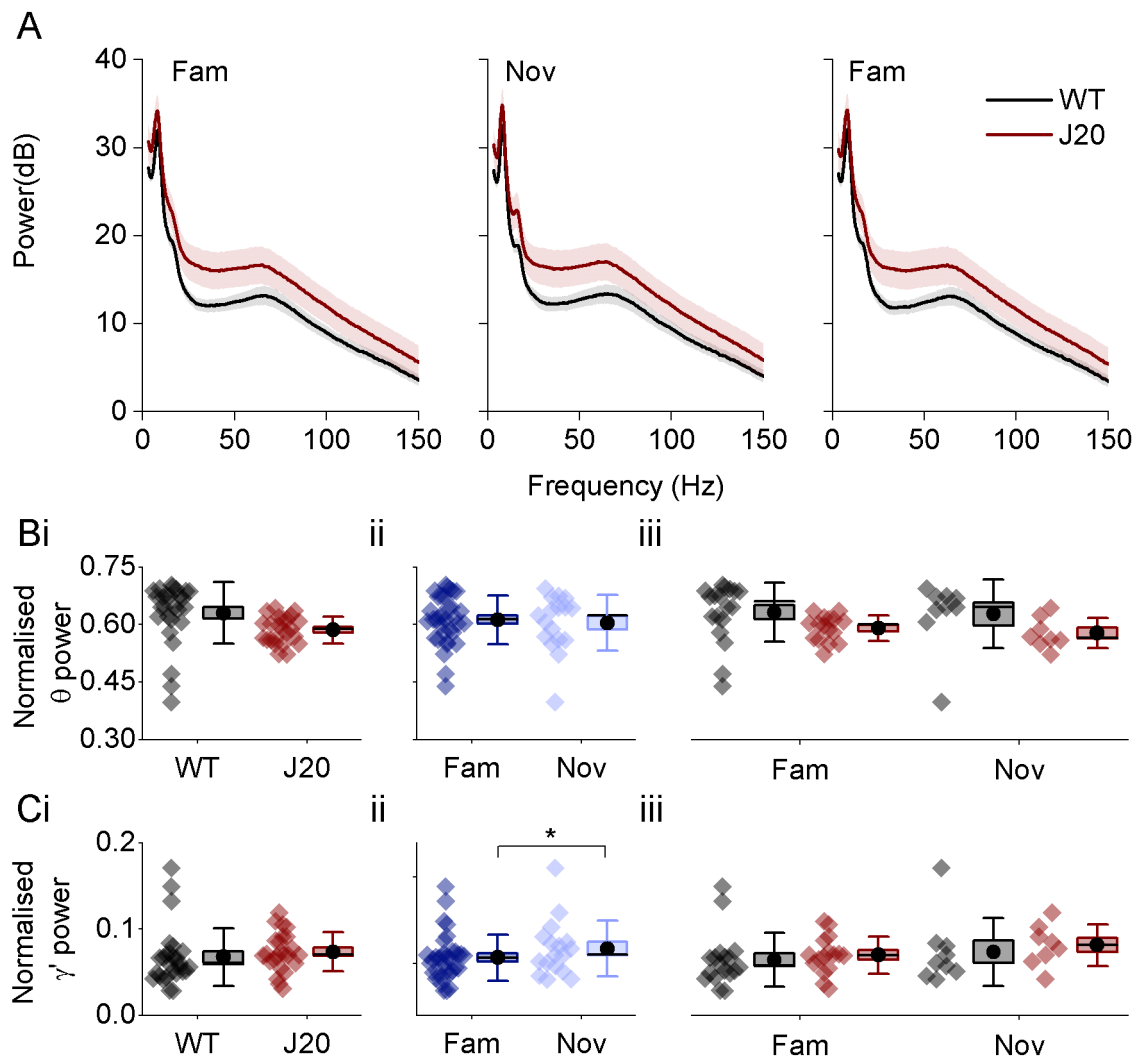 A
Fam
Nov
Fam
WT
J20
Power(dB)
40
30
20
10
0
0 50 100 150
0 50 100 150
0 50 100 150
Frequency (Hz)
Bi
ii
iii
Normalised
θ power
0.75
0.60
0.45
0.30
WT J20
Fam Nov
Fam Nov
Ci
ii
iii
Normalised
γ' power
0.2
0.1
0.0
*
WT J20
Fam Nov
Fam Nov